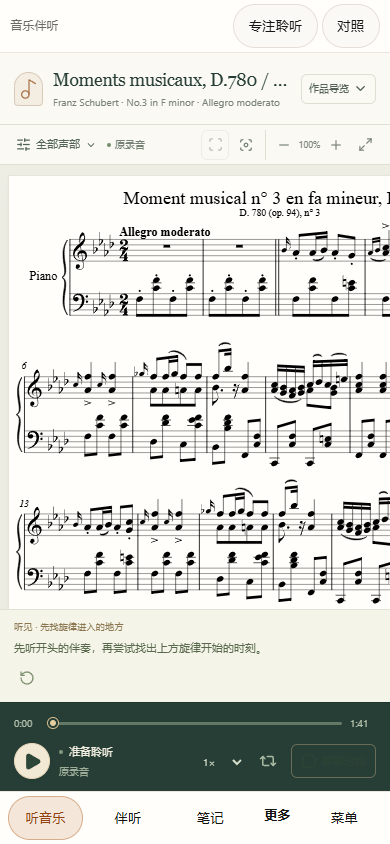 音乐伴听
专注聆听
对照
Moments musicaux, D.780 / ...
Franz Schubert · No.3 in F minor · Allegro moderato
作品导览
全部声部
原录音
100%
Moment musical n° 3 en fa mineur,
D. 780 (op. 94), n° 3
Allegro moderato
Piano
6
13
听见 · 先找旋律进入的地方
先听开头的伴奏，再尝试找出上方旋律开始的时刻。
0:00
1:41
准备聆听
原录音
1×
听音乐
伴听
笔记
更多
菜单